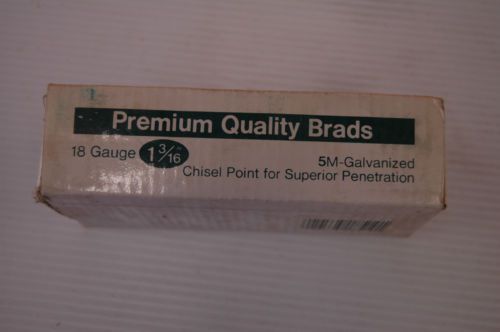 Premium Quality Brads
18 Gauge 1 3/16" 5M-Galvanized
Chisel Point for Superior Penetration